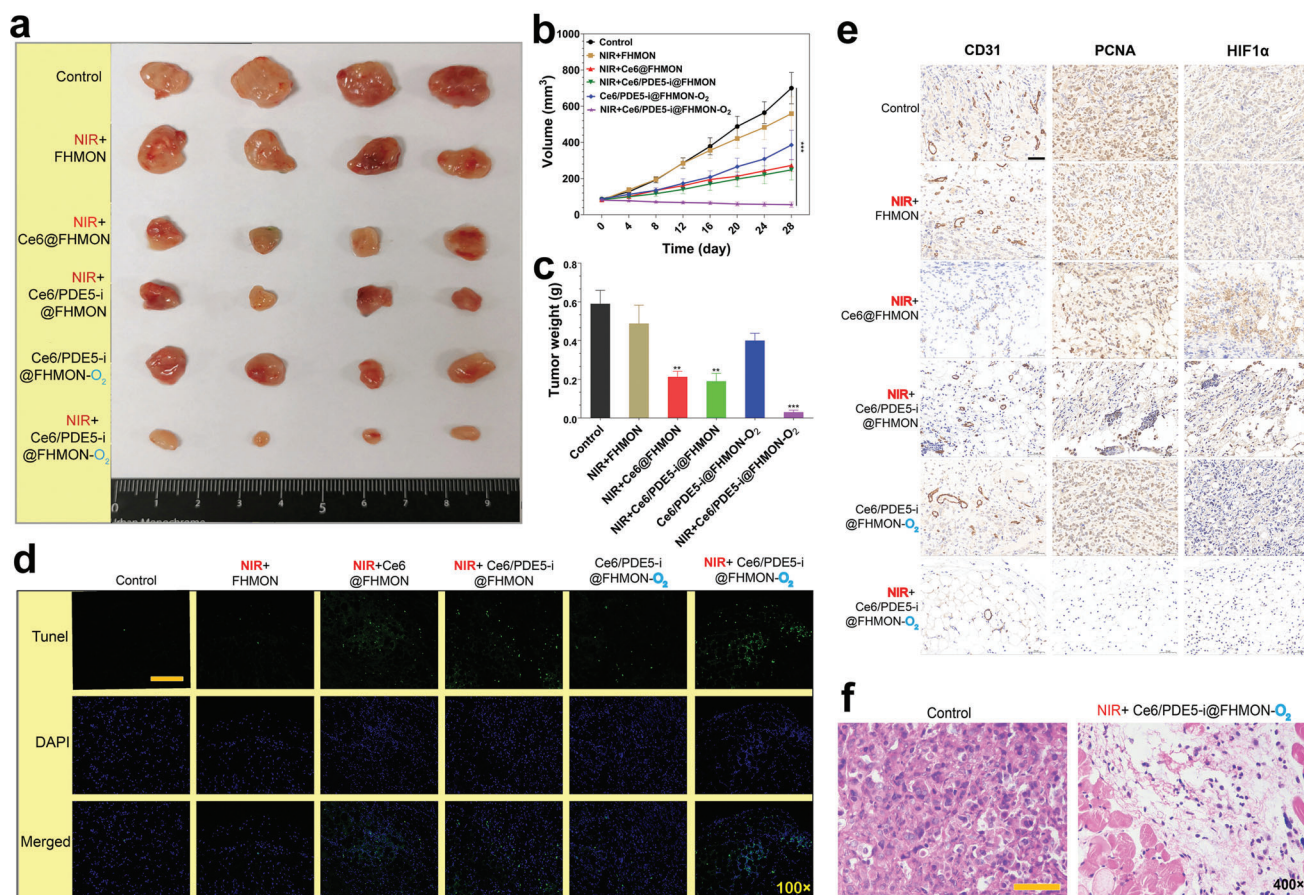 a
Control
NIR+
FHMON
NIR+
Ce6@FHMON
NIR+
Ce6/PDE5-i
@FHMON
Ce6/PDE5-i
@FHMON-O₂
NIR+
Ce6/PDE5-i
@FHMON-O₂
0 1 2 3 4 5 6 7 8 9
b
1000
800
600
400
200
0
Volume (mm³)
Control
NIR+FHMON
NIR+Ce6@FHMON
NIR+Ce6/PDE5-i@FHMON
Ce6/PDE5-i@FHMON-O₂
NIR+Ce6/PDE5-i@FHMON-O₂
***
0 4 8 12 16 20 24 28
Time (day)
c
0.8
0.6
0.4
0.2
0.0
Tumor weight (g)
** ** ***
Control
NIR+FHMON
NIR+Ce6@FHMON
NIR+Ce6/PDE5-i@FHMON
Ce6/PDE5-i@FHMON-O₂
NIR+Ce6/PDE5-i@FHMON-O₂
d
Control
NIR+
FHMON
NIR+Ce6
@FHMON
NIR+ Ce6/PDE5-i
@FHMON
Ce6/PDE5-i
@FHMON-O₂
NIR+ Ce6/PDE5-i
@FHMON-O₂
Tunel
DAPI
Merged
100×
e
CD31 PCNA HIF1α
Control
NIR+
FHMON
NIR+
Ce6@FHMON
NIR+
Ce6/PDE5-i
@FHMON
Ce6/PDE5-i
@FHMON-O₂
NIR+
Ce6/PDE5-i
@FHMON-O₂
f
Control
NIR+ Ce6/PDE5-i@FHMON-O₂
400×